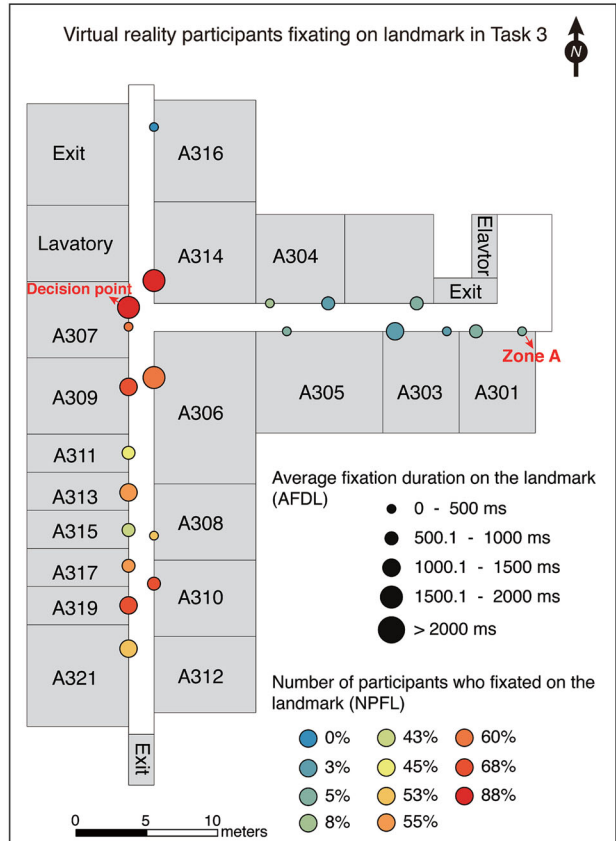 Virtual reality participants fixating on landmark in Task 3
N
Exit
A316
Lavatory
A314
A304
Elavtor
Exit
Decision point
A307
Zone A
A309
A306
A305
A303
A301
A311
A313
A315
A308
A317
A319
A310
A321
A312
Exit
Average fixation duration on the landmark
(AFDL)
0 - 500 ms
500.1 - 1000 ms
1000.1 - 1500 ms
1500.1 - 2000 ms
> 2000 ms
Number of participants who fixated on the
landmark (NPFL)
0% 43% 60%
3% 45% 68%
5% 53% 88%
8% 55%
0 5 10
meters